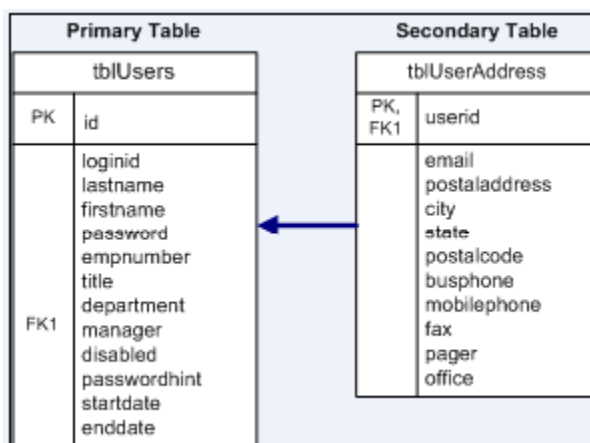 Primary Table
tblUsers
PK
id
FK1
loginid
lastname
firstname
password
empnumber
title
department
manager
disabled
passwordhint
startdate
enddate
Secondary Table
tblUserAddress
PK,
FK1
userid
email
postaladdress
city
state
postalcode
busphone
mobilephone
fax
pager
office